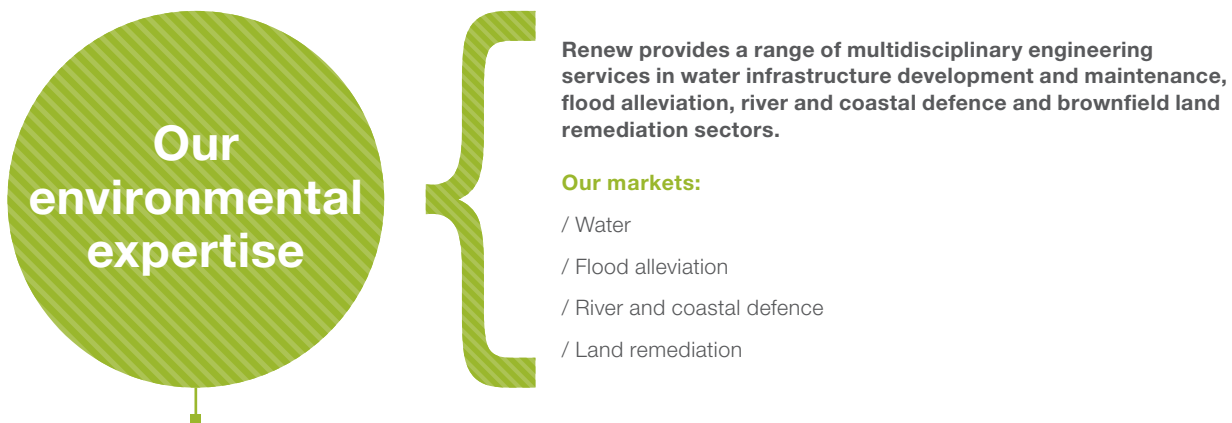 Our
environmental
expertise
Renew provides a range of multidisciplinary engineering
services in water infrastructure development and maintenance,
flood alleviation, river and coastal defence and brownfield land
remediation sectors.
Our markets:
/ Water
/ Flood alleviation
/ River and coastal defence
/ Land remediation